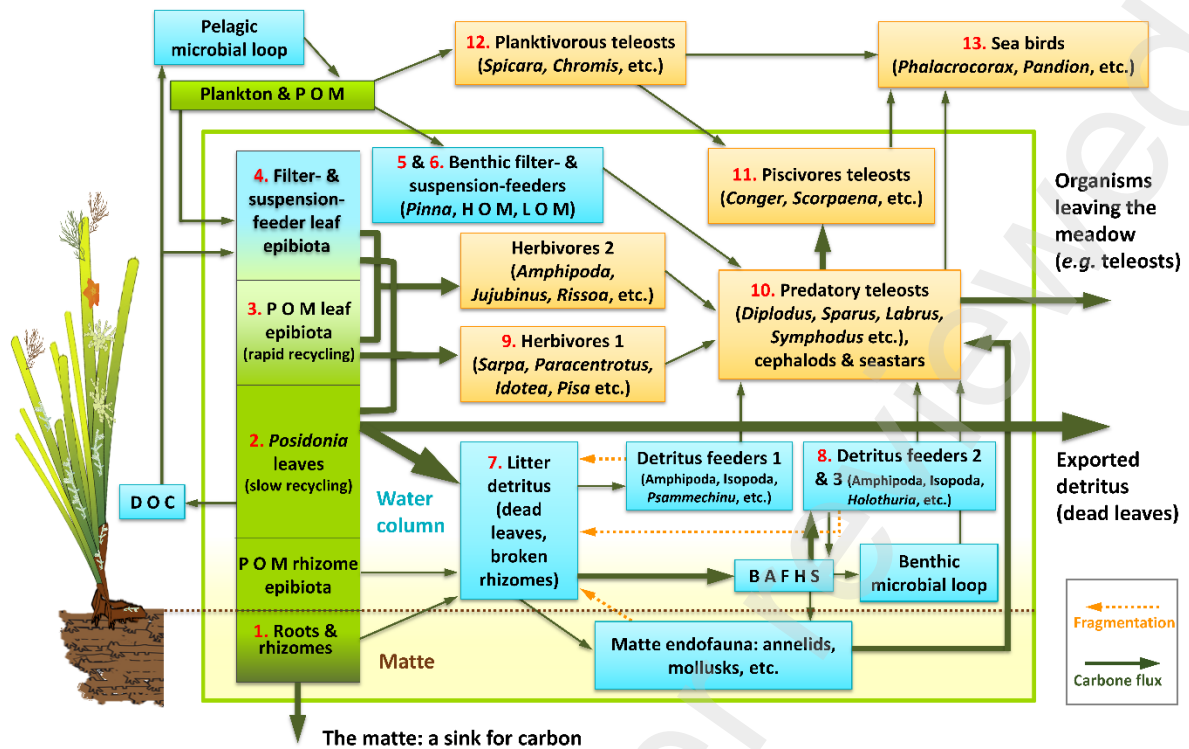 Pelagic
microbial loop
Plankton & P O M
12. Planktivorous teleosts
(Spicara, Chromis, etc.)
13. Sea birds
(Phalacrocorax, Pandion, etc.)
4. Filter- &
suspension-
feeder leaf
epibiota
5 & 6. Benthic filter- &
suspension-feeders
(Pinna, H O M, L O M)
11. Piscivores teleosts
(Conger, Scorpaena, etc.)
Organisms
leaving the
meadow
(e.g. teleosts)
Herbivores 2
(Amphipoda,
Jujubinus, Rissoa,
etc.)
3. P O M leaf
epibiota
(rapid recycling)
9. Herbivores 1
(Sarpa, Paracentrotus,
Idotea, Pisa etc.)
10. Predatory teleosts
(Diplodus, Sparus, Labrus,
Symphodus etc.),
cephalods & seastars
2. Posidonia
leaves
(slow recycling)
D O C
Water
column
7. Litter
detritus
(dead
leaves,
broken
rhizomes)
Detritus feeders 1
(Amphipoda, Isopoda,
Psammechinu, etc.)
8. Detritus feeders 2
& 3 (Amphipoda, Isopoda,
Holothuria, etc.)
Exported
detritus
(dead leaves)
P O M rhizome
epibiota
B A F H S
Benthic
microbial loop
1. Roots &
rhizomes
Matte
Matte endofauna: annelids,
mollusks, etc.
Fragmentation
Carbone flux
The matte: a sink for carbon
er reviewed